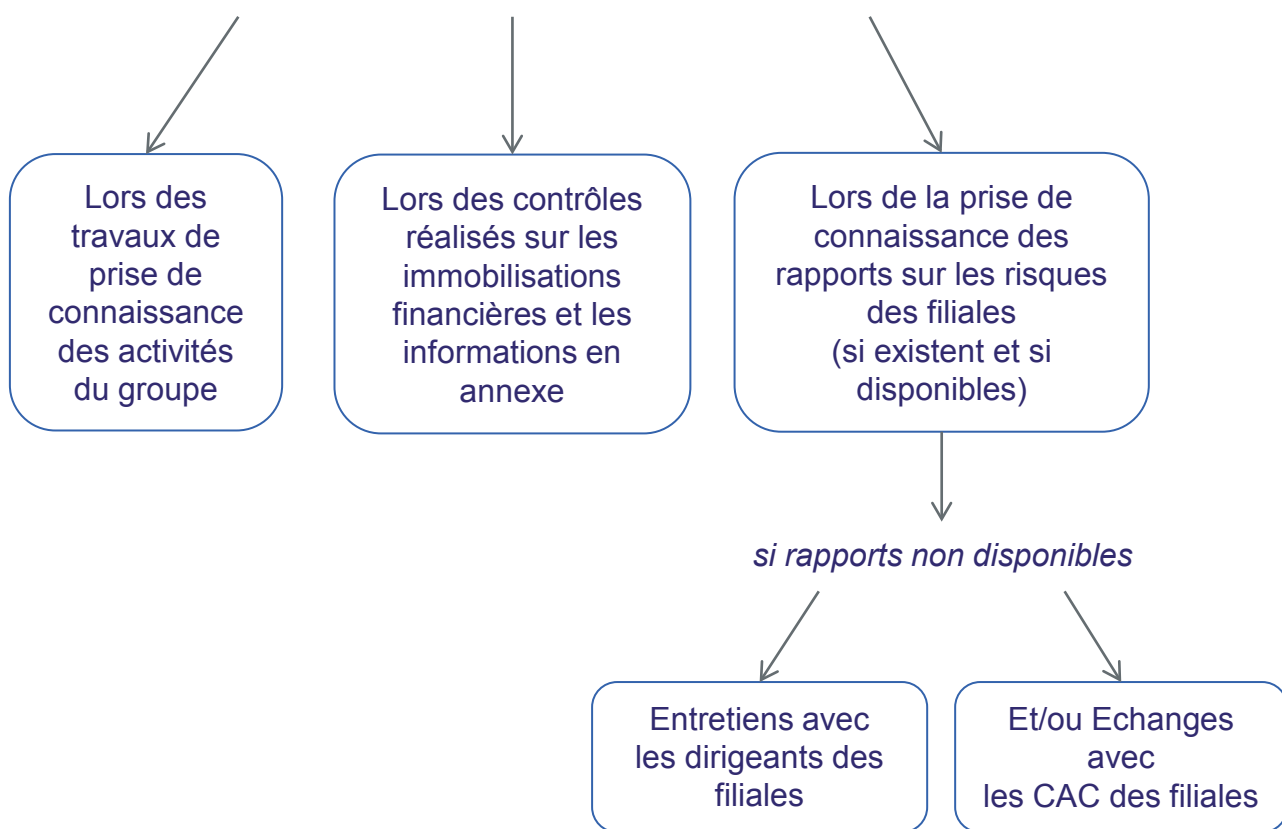 Lors des
travaux de
prise de
connaissance
des activités
du groupe
Lors des contrôles
réalisés sur les
immobilisations
financières et les
informations en
annexe
Lors de la prise de
connaissance des
rapports sur les risques
des filiales
(si existent et si
disponibles)
si rapports non disponibles
Entretiens avec
les dirigeants des
filiales
Et/ou Echanges
avec
les CAC des filiales